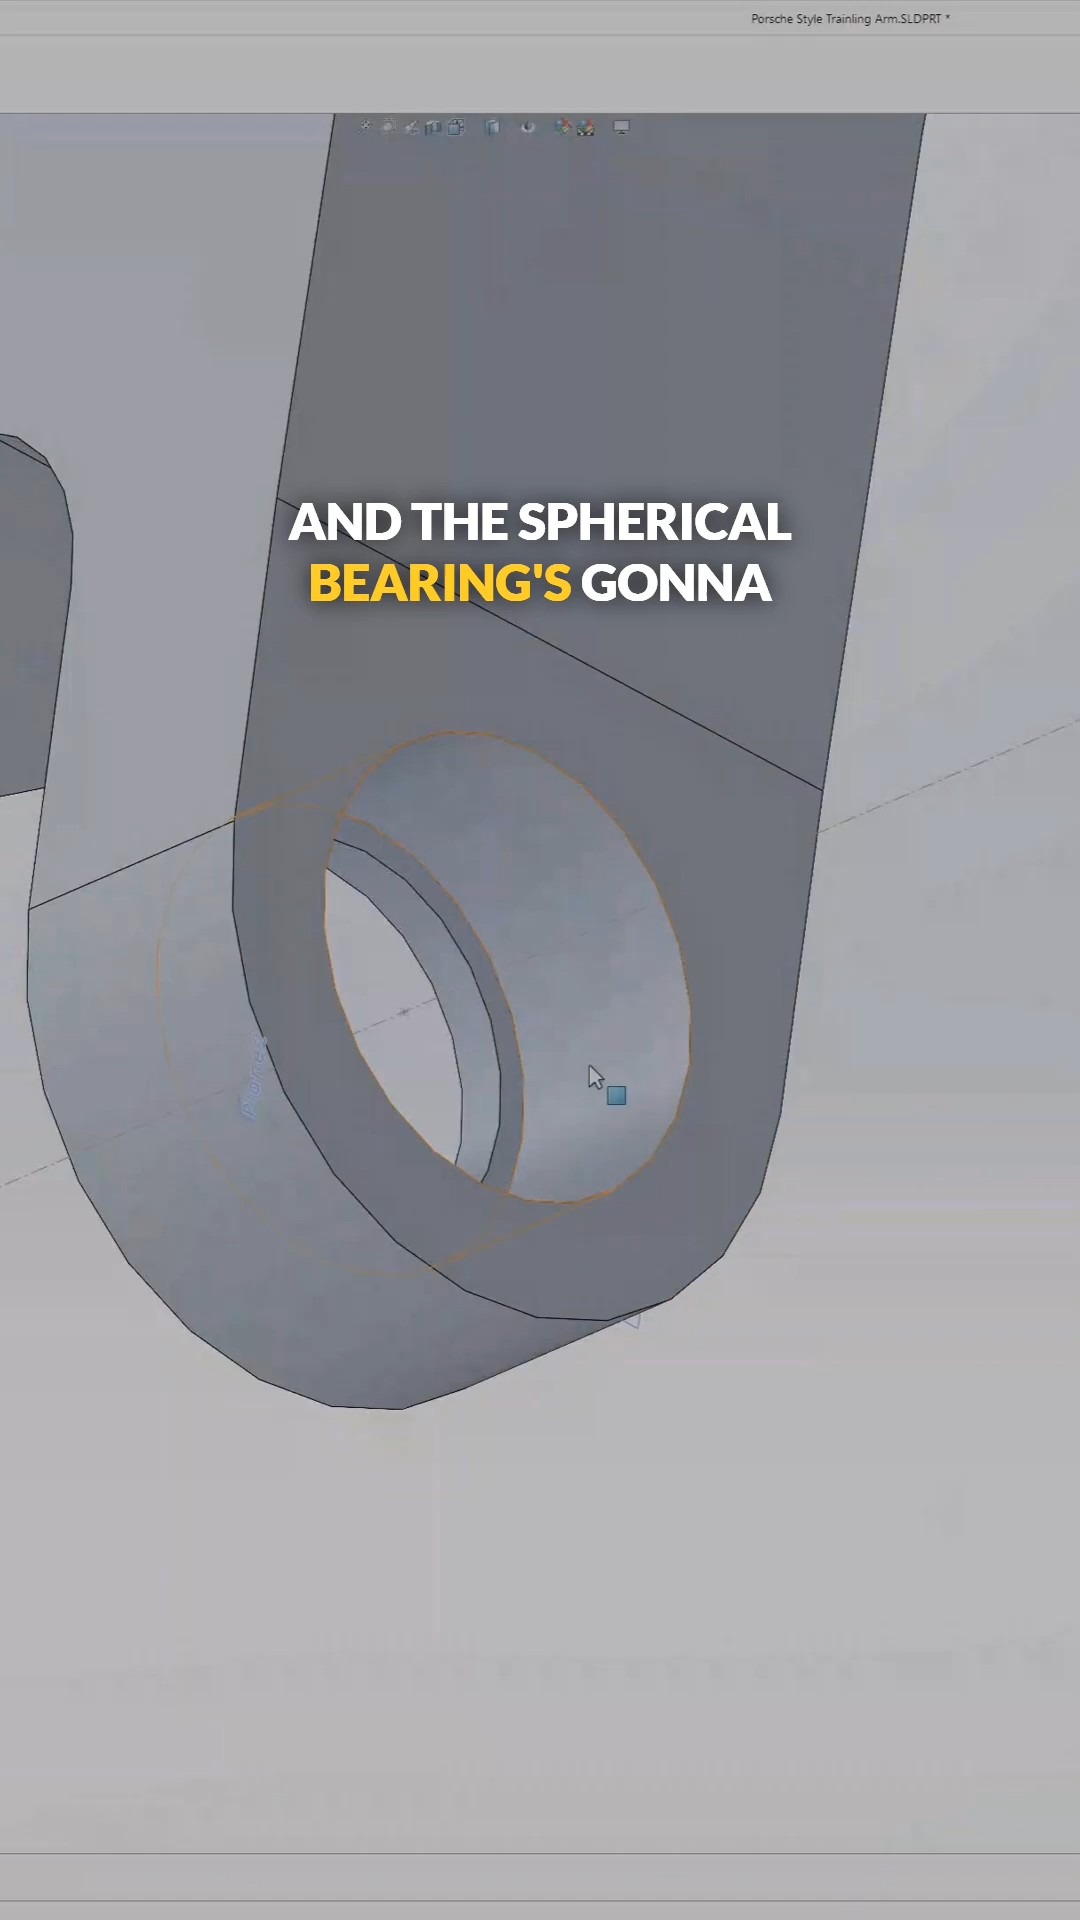 Porsche Style Trainling Arm.SLDPRT *
AND THE SPHERICAL
BEARING'S GONNA